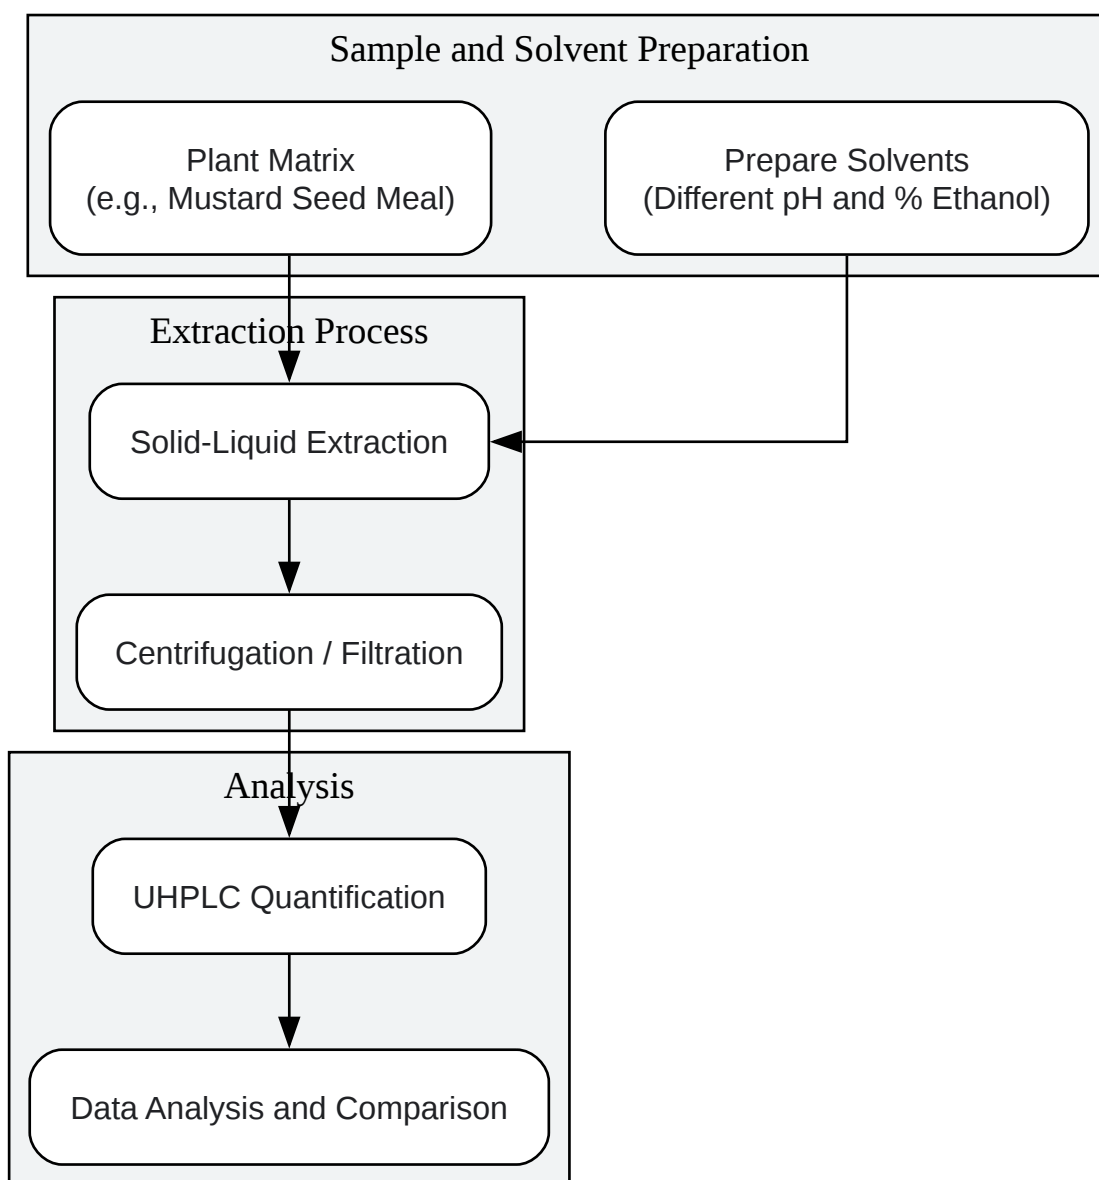 Sample and Solvent Preparation
Plant Matrix
(e.g., Mustard Seed Meal)
Prepare Solvents
(Different pH and % Ethanol)
Extraction Process
Solid-Liquid Extraction
Centrifugation / Filtration
Analysis
UHPLC Quantification
Data Analysis and Comparison